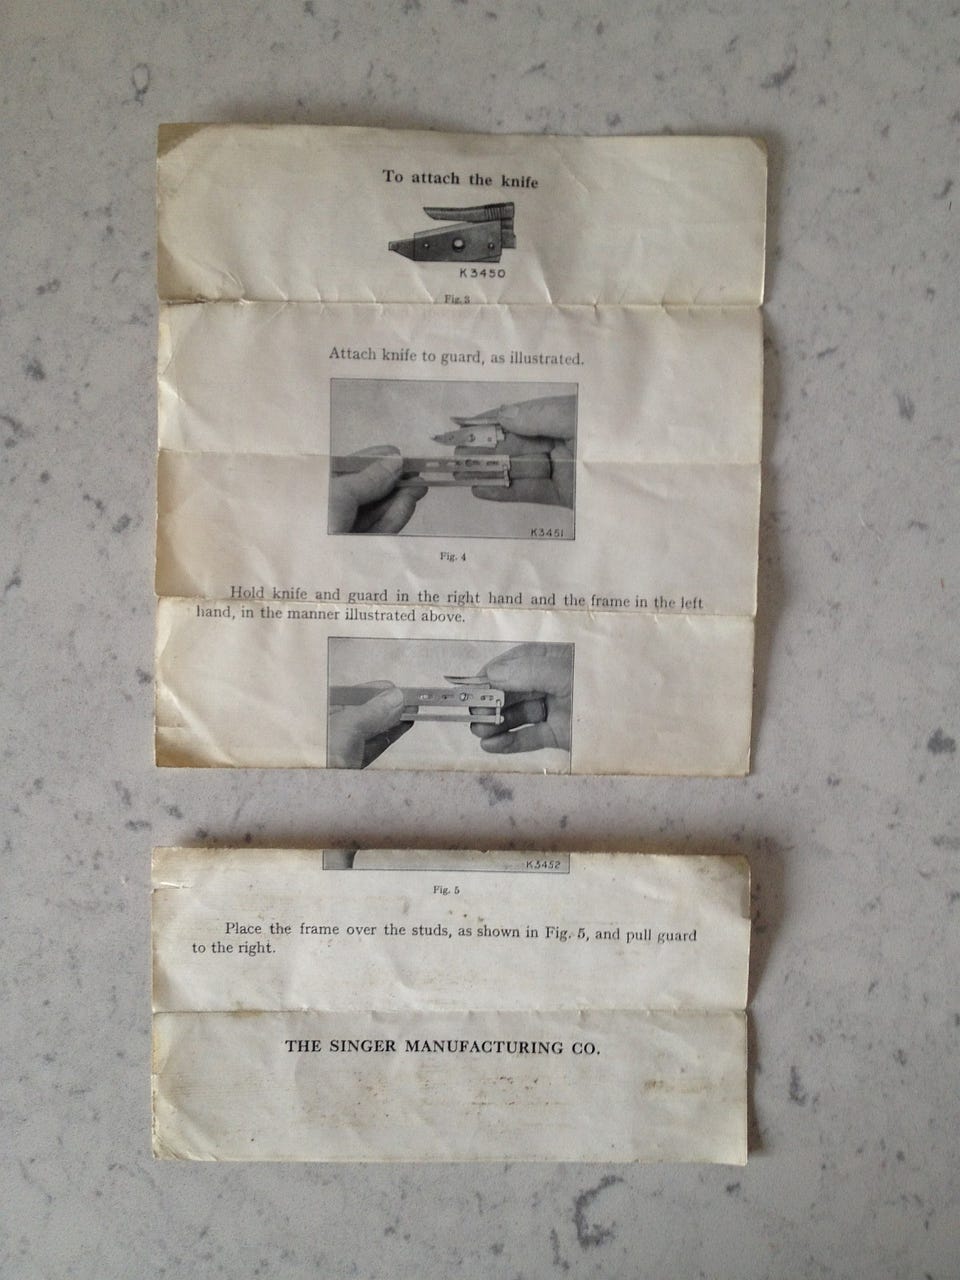 To attach the knife
K3450
Fig. 3
Attach knife to guard, as illustrated.
K3451
Fig. 4
Hold knife and guard in the right hand and the frame in the left
hand, in the manner illustrated above.
K3452
Fig. 5
Place the frame over the studs, as shown in Fig. 5, and pull guard
to the right.
THE SINGER MANUFACTURING CO.